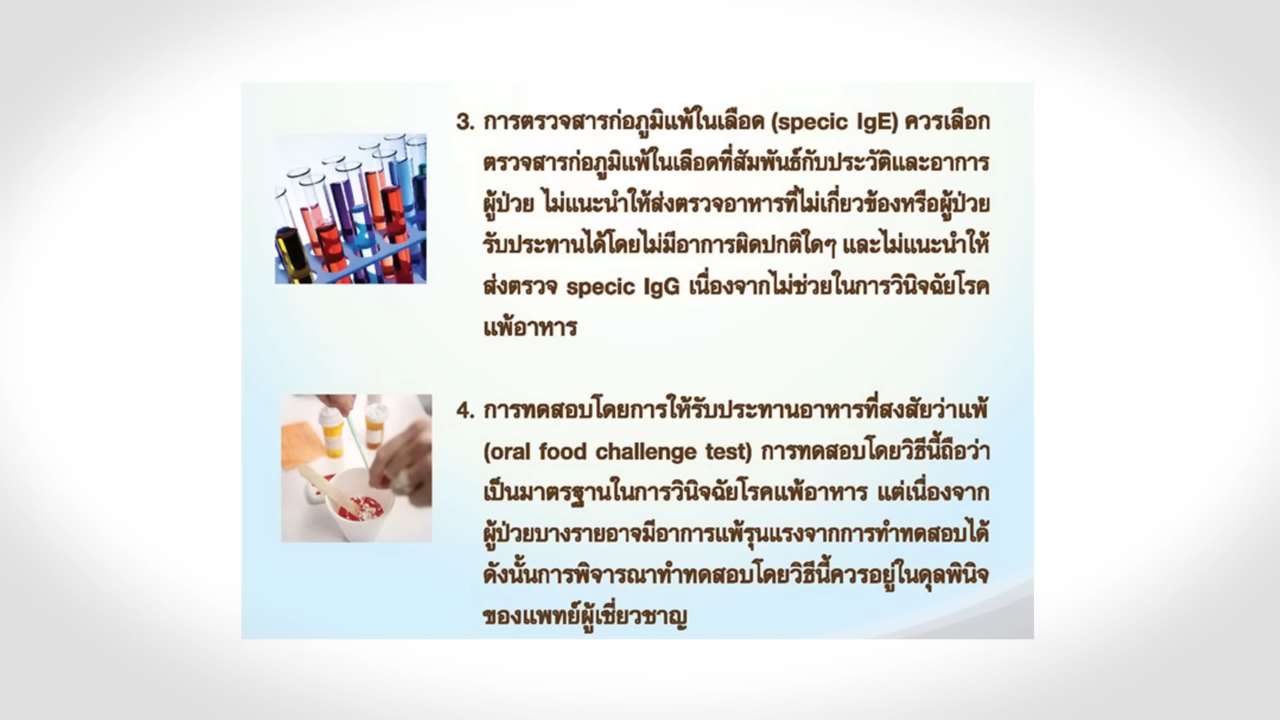 3. การตรวจสารก่อภูมิแพ้ในเลือด (specic IgE) ควรเลือก
ตรวจสารก่อภูมิแพ้ในเลือดที่สัมพันธ์กับประวัติและอาการ
ผู้ป่วย ไม่แนะนำให้ส่งตรวจอาหารที่ไม่เกี่ยวข้องหรือผู้ป่วย
รับประทานได้โดยไม่มีอาการผิดปกติใดๆ และไม่แนะนำให้
ส่งตรวจ specic IgG เนื่องจากไม่ช่วยในการวินิจฉัยโรค
แพ้อาหาร
4. การทดสอบโดยการให้รับประทานอาหารที่สงสัยว่าแพ้
(oral food challenge test) การทดสอบโดยวิธีนี้ถือว่า
เป็นมาตรฐานในการวินิจฉัยโรคแพ้อาหาร แต่เนื่องจาก
ผู้ป่วยบางรายอาจมีอาการแพ้รุนแรงจากการทำทดสอบได้
ดังนั้นการพิจารณาทำทดสอบโดยวิธีนี้ควรอยู่ในดุลพินิจ
ของแพทย์ผู้เชี่ยวชาญ